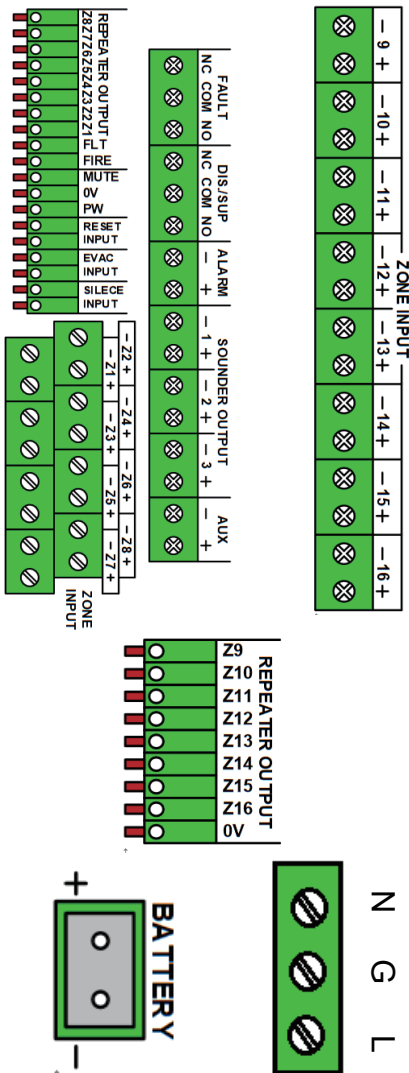 REPEATER OUTPUT
Z8Z7Z6Z5Z4Z3Z2Z1
FLT
FIRE
MUTE
0V
PW
RESET
INPUT
EVAC
INPUT
SILECE
INPUT
FAULT
NC COM NO
DIS./SUP
NC COM NO
ALARM
− +
SOUNDER OUTPUT
− 1 +
− 2 +
− 3 +
AUX
− +
ZONE INPUT
− 9 +
− 10 +
− 11 +
− 12 +
− 13 +
− 14 +
− 15 +
− 16 +
− Z2 +
− Z4 +
− Z6 +
− Z8 +
− Z1 +
− Z3 +
− Z5 +
− Z7 +
ZONE
INPUT
REPEATER OUTPUT
Z9
Z10
Z11
Z12
Z13
Z14
Z15
Z16
0V
BATTERY
+
−
N
G
L